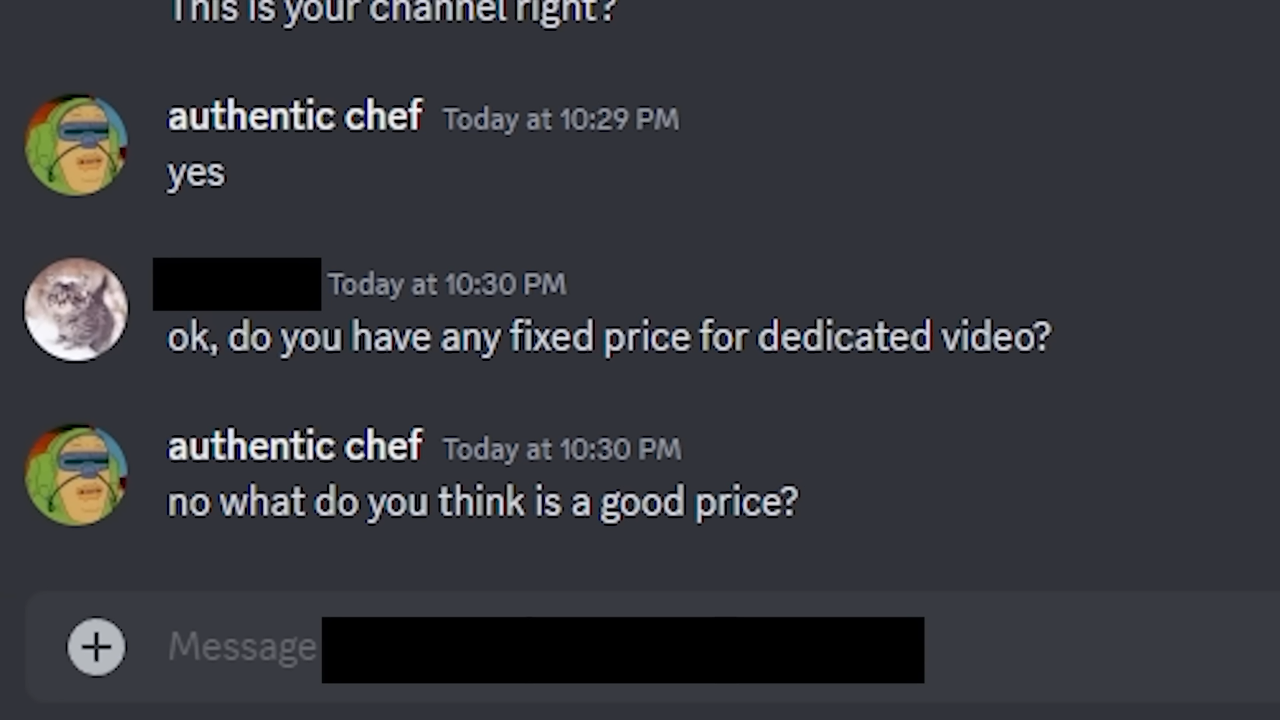 This is your channel right?
authentic chef Today at 10:29 PM
yes
Today at 10:30 PM
ok, do you have any fixed price for dedicated video?
authentic chef Today at 10:30 PM
no what do you think is a good price?
Message